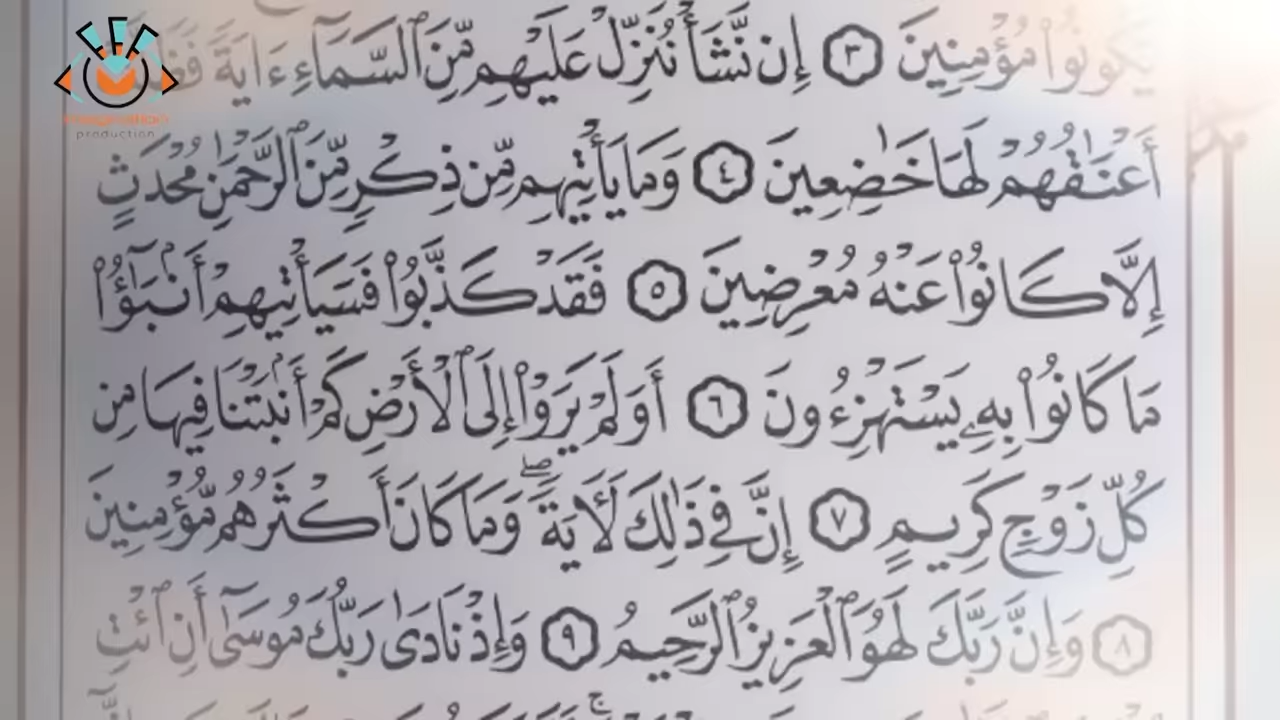 يَكُونُوا۟ مُؤْمِنِينَ ٣ إِن نَّشَأْ نُنَزِّلْ عَلَيْهِم مِّنَ ٱلسَّمَآءِ ءَايَةً
أَعْنَٰقُهُمْ لَهَا خَٰضِعِينَ ٤ وَمَا يَأْتِيهِم مِّن ذِكْرٍ مِّنَ ٱلرَّحْمَٰنِ مُحْدَثٍ
إِلَّا كَانُوا۟ عَنْهُ مُعْرِضِينَ ٥ فَقَدْ كَذَّبُوا۟ فَسَيَأْتِيهِمْ أَنۢبَٰٓؤُا۟
مَا كَانُوا۟ بِهِۦ يَسْتَهْزِءُونَ ٦ أَوَلَمْ يَرَوْا۟ إِلَى ٱلْأَرْضِ كَمْ أَنۢبَتْنَا فِيهَا مِن
كُلِّ زَوْجٍ كَرِيمٍ ٧ إِنَّ فِى ذَٰلِكَ لَءَايَةً ۖ وَمَا كَانَ أَكْثَرُهُم مُّؤْمِنِينَ
٨ وَإِنَّ رَبَّكَ لَهُوَ ٱلْعَزِيزُ ٱلرَّحِيمُ ٩ وَإِذْ نَادَىٰ رَبُّكَ مُوسَىٰٓ أَنِ ٱئْتِ
production